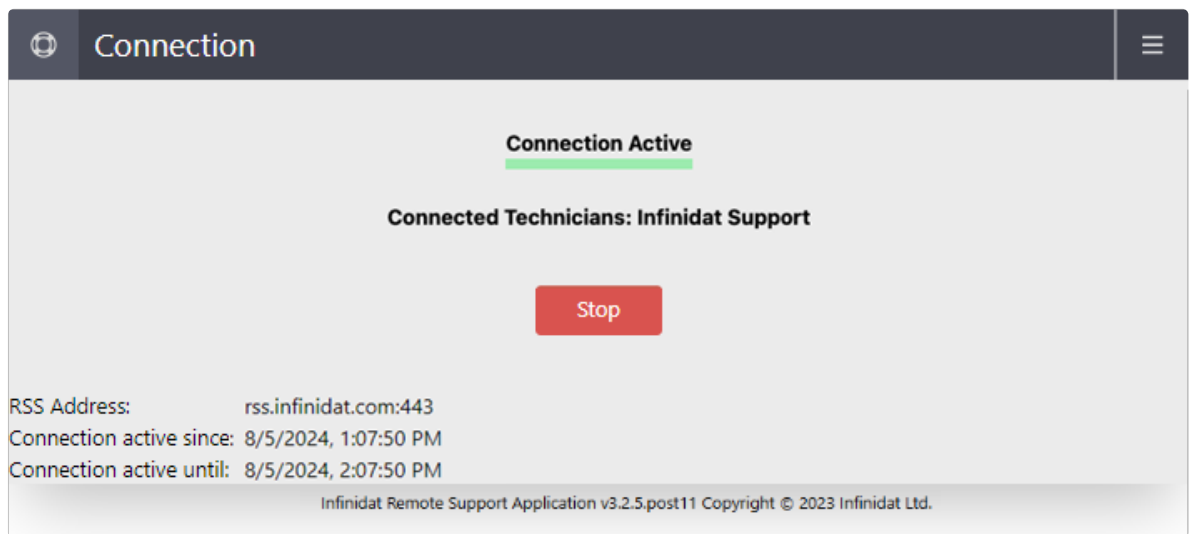 Connection
Connection Active
Connected Technicians: Infinidat Support
Stop
RSS Address: rss.infinidat.com:443
Connection active since: 8/5/2024, 1:07:50 PM
Connection active until: 8/5/2024, 2:07:50 PM
Infinidat Remote Support Application v3.2.5.post11 Copyright © 2023 Infinidat Ltd.